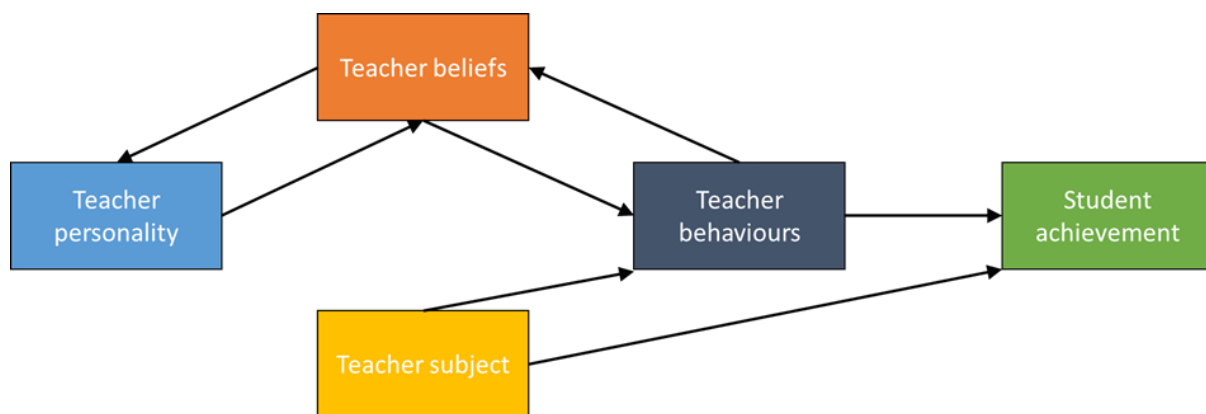 Teacher beliefs
Teacher
personality
Teacher
behaviours
Student
achievement
Teacher subject